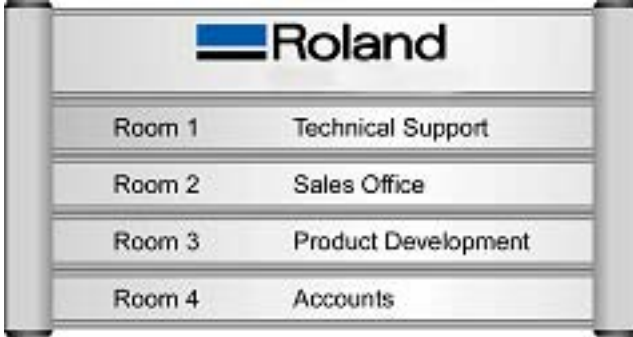 Roland
Room 1 Technical Support
Room 2 Sales Office
Room 3 Product Development
Room 4 Accounts